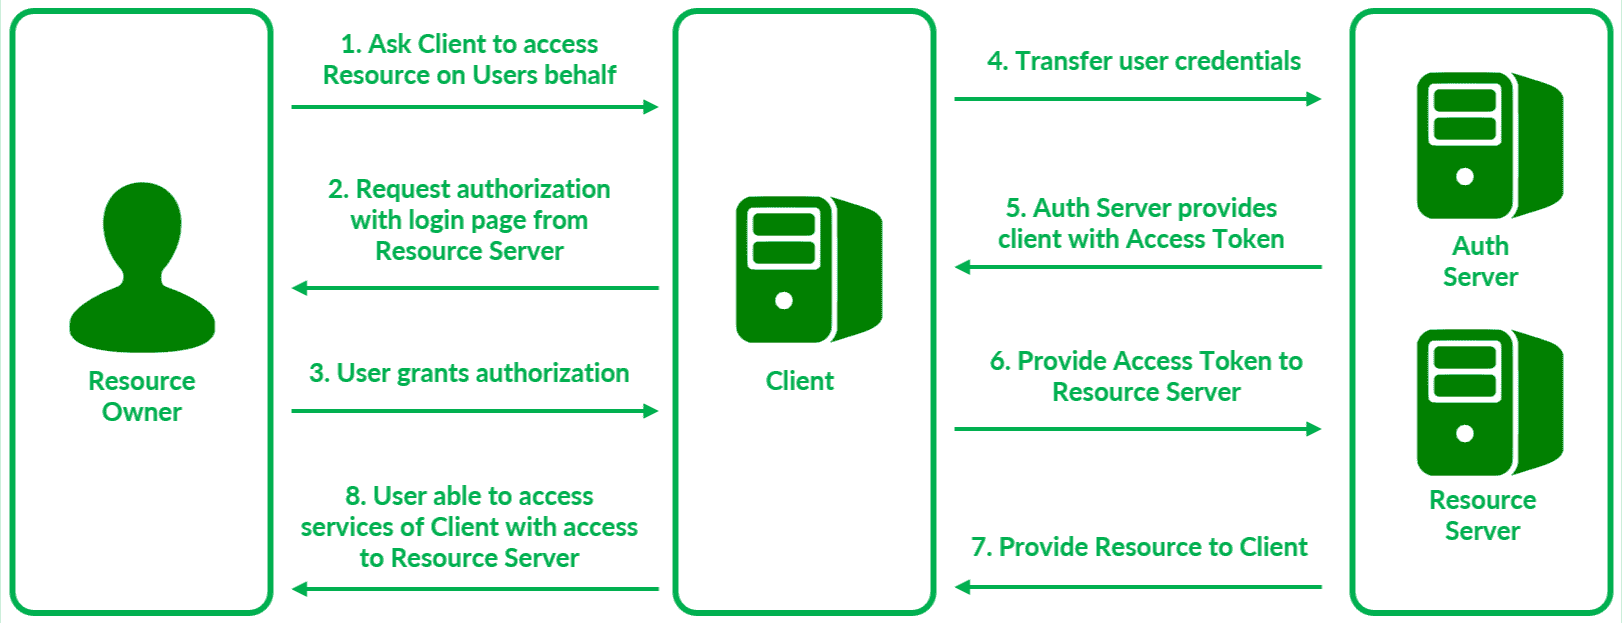 1. Ask Client to access
Resource on Users behalf
2. Request authorization
with login page from
Resource Server
3. User grants authorization
8. User able to access
services of Client with access
to Resource Server
4. Transfer user credentials
5. Auth Server provides
client with Access Token
6. Provide Access Token to
Resource Server
7. Provide Resource to Client
Resource
Owner
Client
Auth
Server
Resource
Server